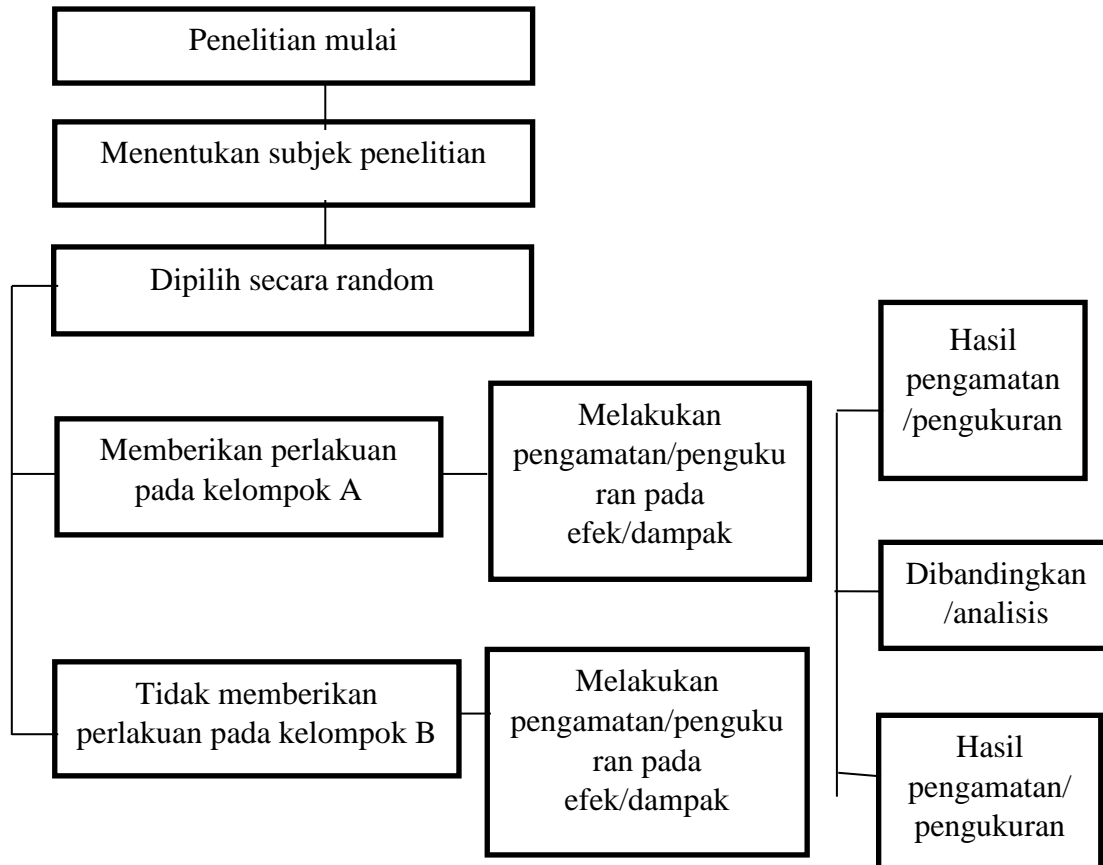 Penelitian mulai
Menentukan subjek penelitian
Dipilih secara random
Memberikan perlakuan
pada kelompok A
Melakukan
pengamatan/penguku
ran pada
efek/dampak
Hasil
pengamatan
/pengukuran
Dibandingkan
/analisis
Tidak memberikan
perlakuan pada kelompok B
Melakukan
pengamatan/penguku
ran pada
efek/dampak
Hasil
pengamatan/
pengukuran